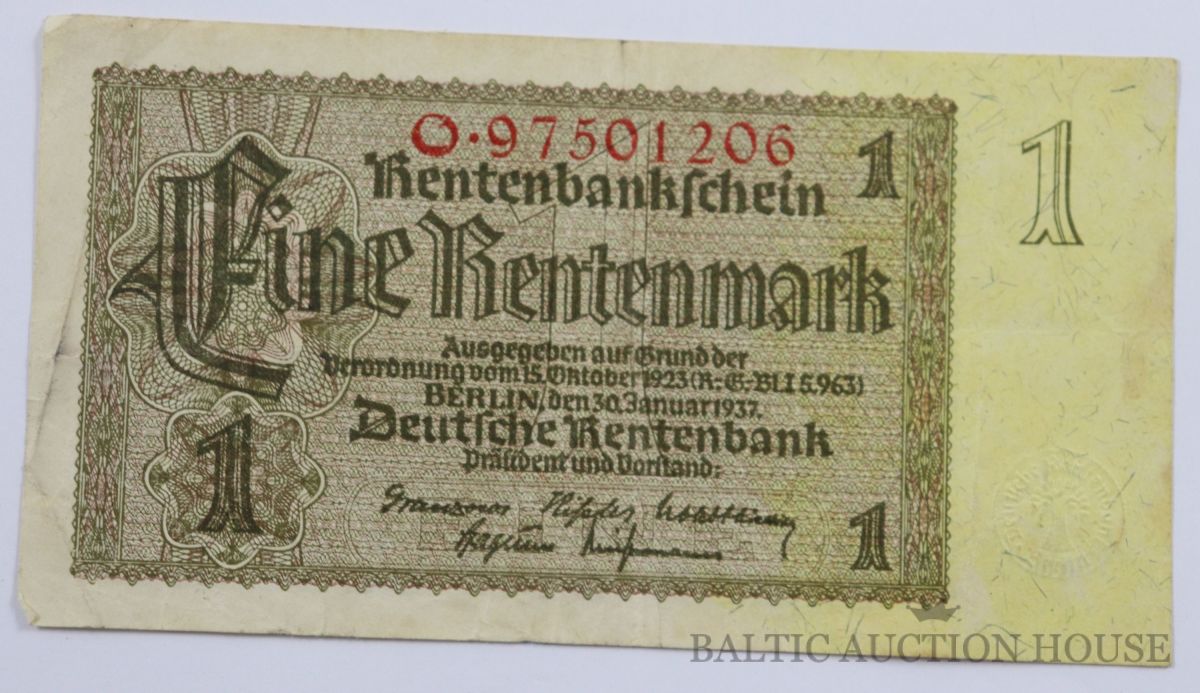 O·97501206
1
1
Rentenbankschein
Eine Rentenmark
Ausgegeben auf Grund der
Verordnung vom 15. Oktober 1923 (R.-G.-Bl. I S. 963)
BERLIN, den 30. Januar 1937.
Deutsche Rentenbank
Präsident und Vorstand:
1
1
BALTIC AUCTION HOUSE